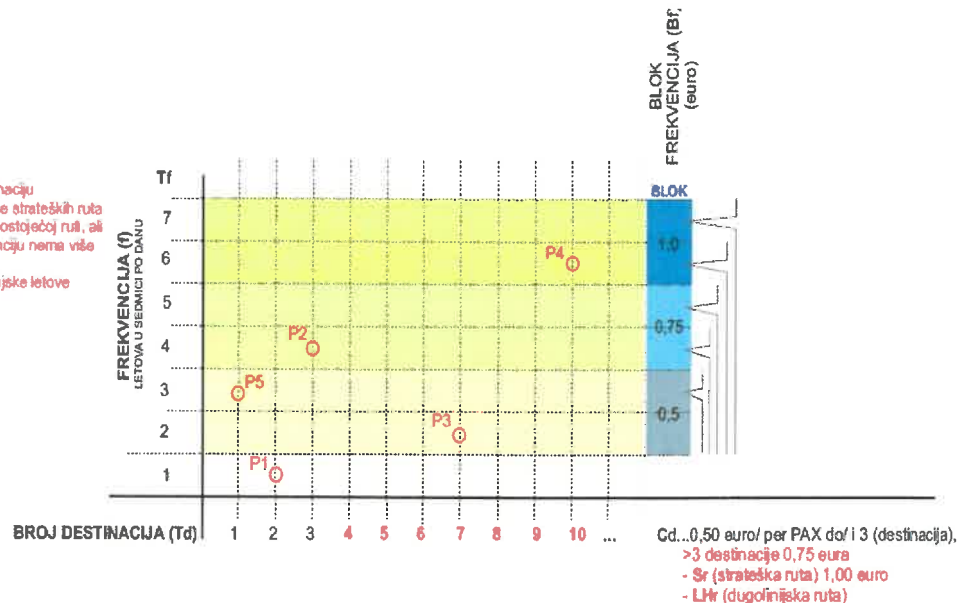 BLOK
FREKVENCIJA (Bf,
(euro)
BLOK
Tf
naciju
e strateških ruta
ostojećoj ruti, ali
nciju nema više
ijske letove
FREKVENCIJA (f)
LETOVA U SEDMICI PO DANU
7
6
5
4
3
2
1
P4
P2
P5
P3
P1
1,0
0,75
0,5
BROJ DESTINACIJA (Td)
1 2 3 4 5 6 7 8 9 10 ...
Cd...0,50 euro/ per PAX do/ i 3 (destinacija),
>3 destinacije 0,75 eura
- Sr (strateška ruta) 1,00 euro
- LHr (dugolinijska ruta)